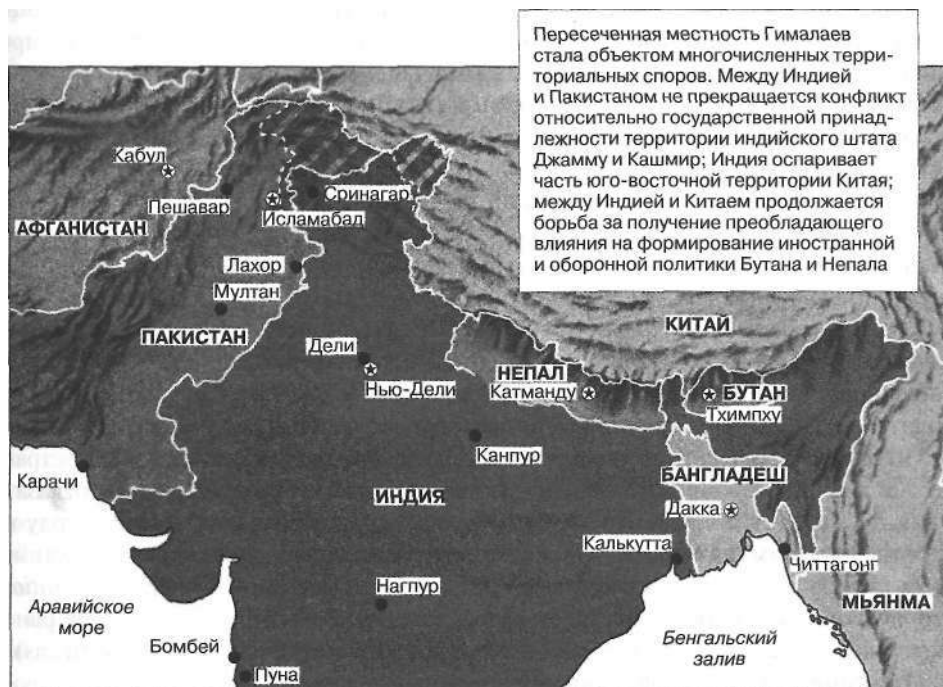 Пересеченная местность Гималаев
стала объектом многочисленных терри-
ториальных споров. Между Индией
и Пакистаном не прекращается конфликт
относительно государственной принад-
лежности территории индийского штата
Джамму и Кашмир; Индия оспаривает
часть юго-восточной территории Китая;
между Индией и Китаем продолжается
борьба за получение преобладающего
влияния на формирование иностранной
и оборонной политики Бутана и Непала
Кабул
Пешавар
Исламабад
Сринагар
АФГАНИСТАН
Лахор
Мултан
ПАКИСТАН
КИТАЙ
Дели
Нью-Дели
НЕПАЛ
Катманду
БУТАН
Тхимпху
Канпур
Карачи
ИНДИЯ
БАНГЛАДЕШ
Дакка
Калькутта
Читтагонг
Нагпур
МЬЯНМА
Аравийское
море
Бомбей
Пуна
Бенгальский
залив